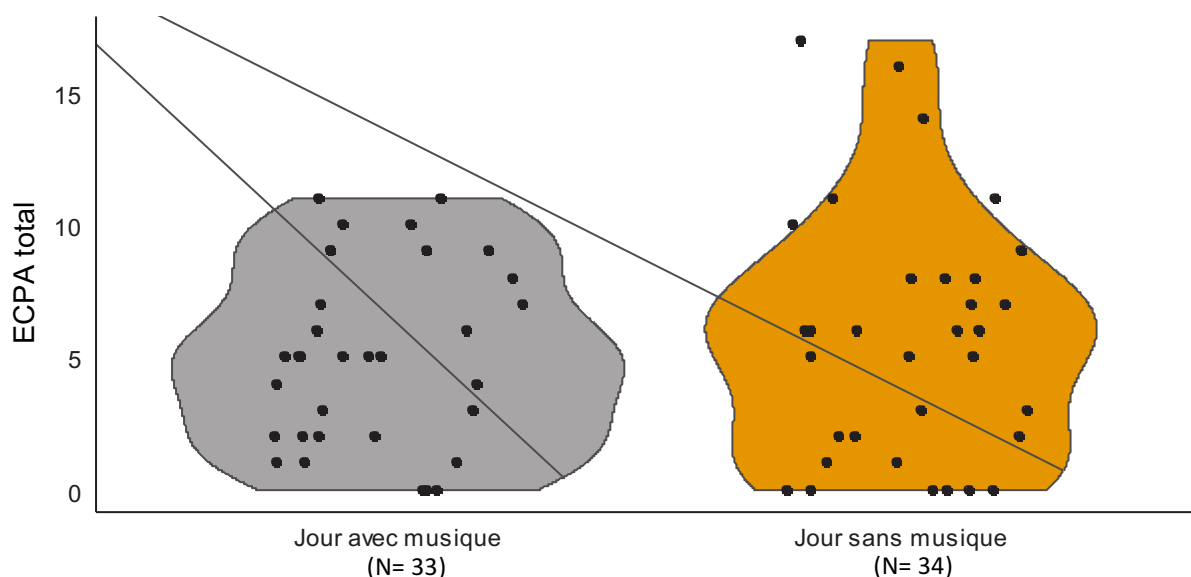 ECPA total
15
10
5
0
Jour avec musique
(N= 33)
Jour sans musique
(N= 34)